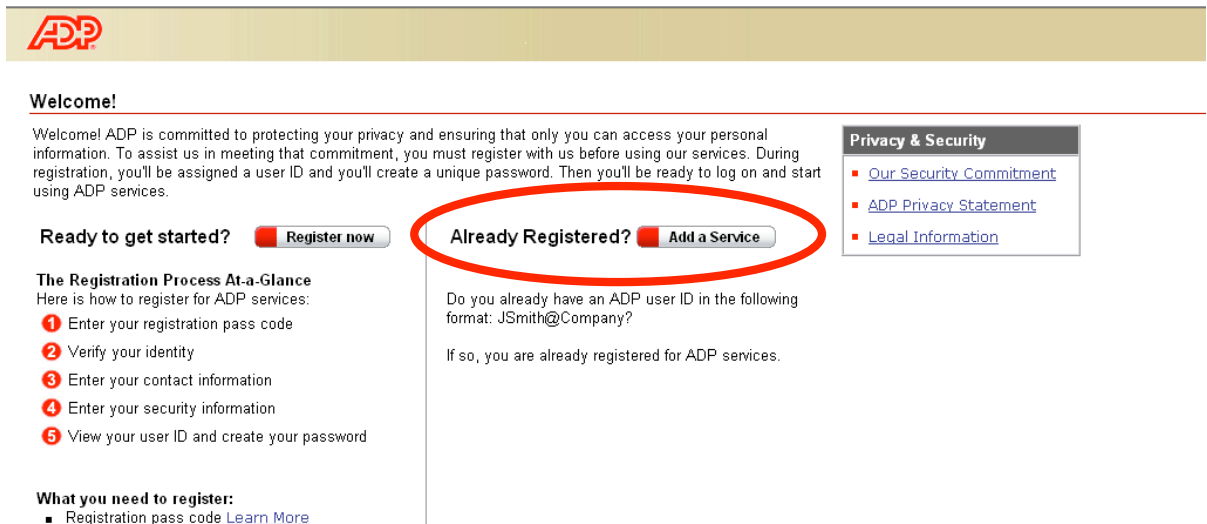 ADP
Welcome!
Welcome! ADP is committed to protecting your privacy and ensuring that only you can access your personal
information. To assist us in meeting that commitment, you must register with us before using our services. During
registration, you'll be assigned a user ID and you'll create a unique password. Then you'll be ready to log on and start
using ADP services.
Ready to get started? Register now
The Registration Process At-a-Glance
Here is how to register for ADP services:
1 Enter your registration pass code
2 Verify your identity
3 Enter your contact information
4 Enter your security information
5 View your user ID and create your password
What you need to register:
Registration pass code Learn More
Already Registered? Add a Service
Do you already have an ADP user ID in the following
format: JSmith@Company?
If so, you are already registered for ADP services.
Privacy & Security
Our Security Commitment
ADP Privacy Statement
Legal Information